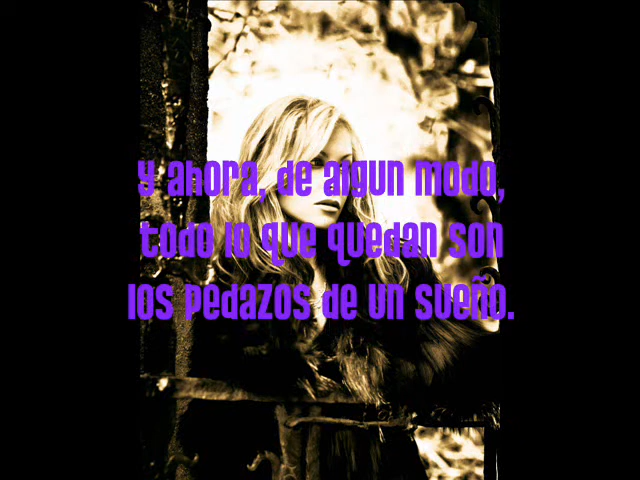 Y ahora, de algun modo,
todo lo que quedan son
los pedazos de un sueño.